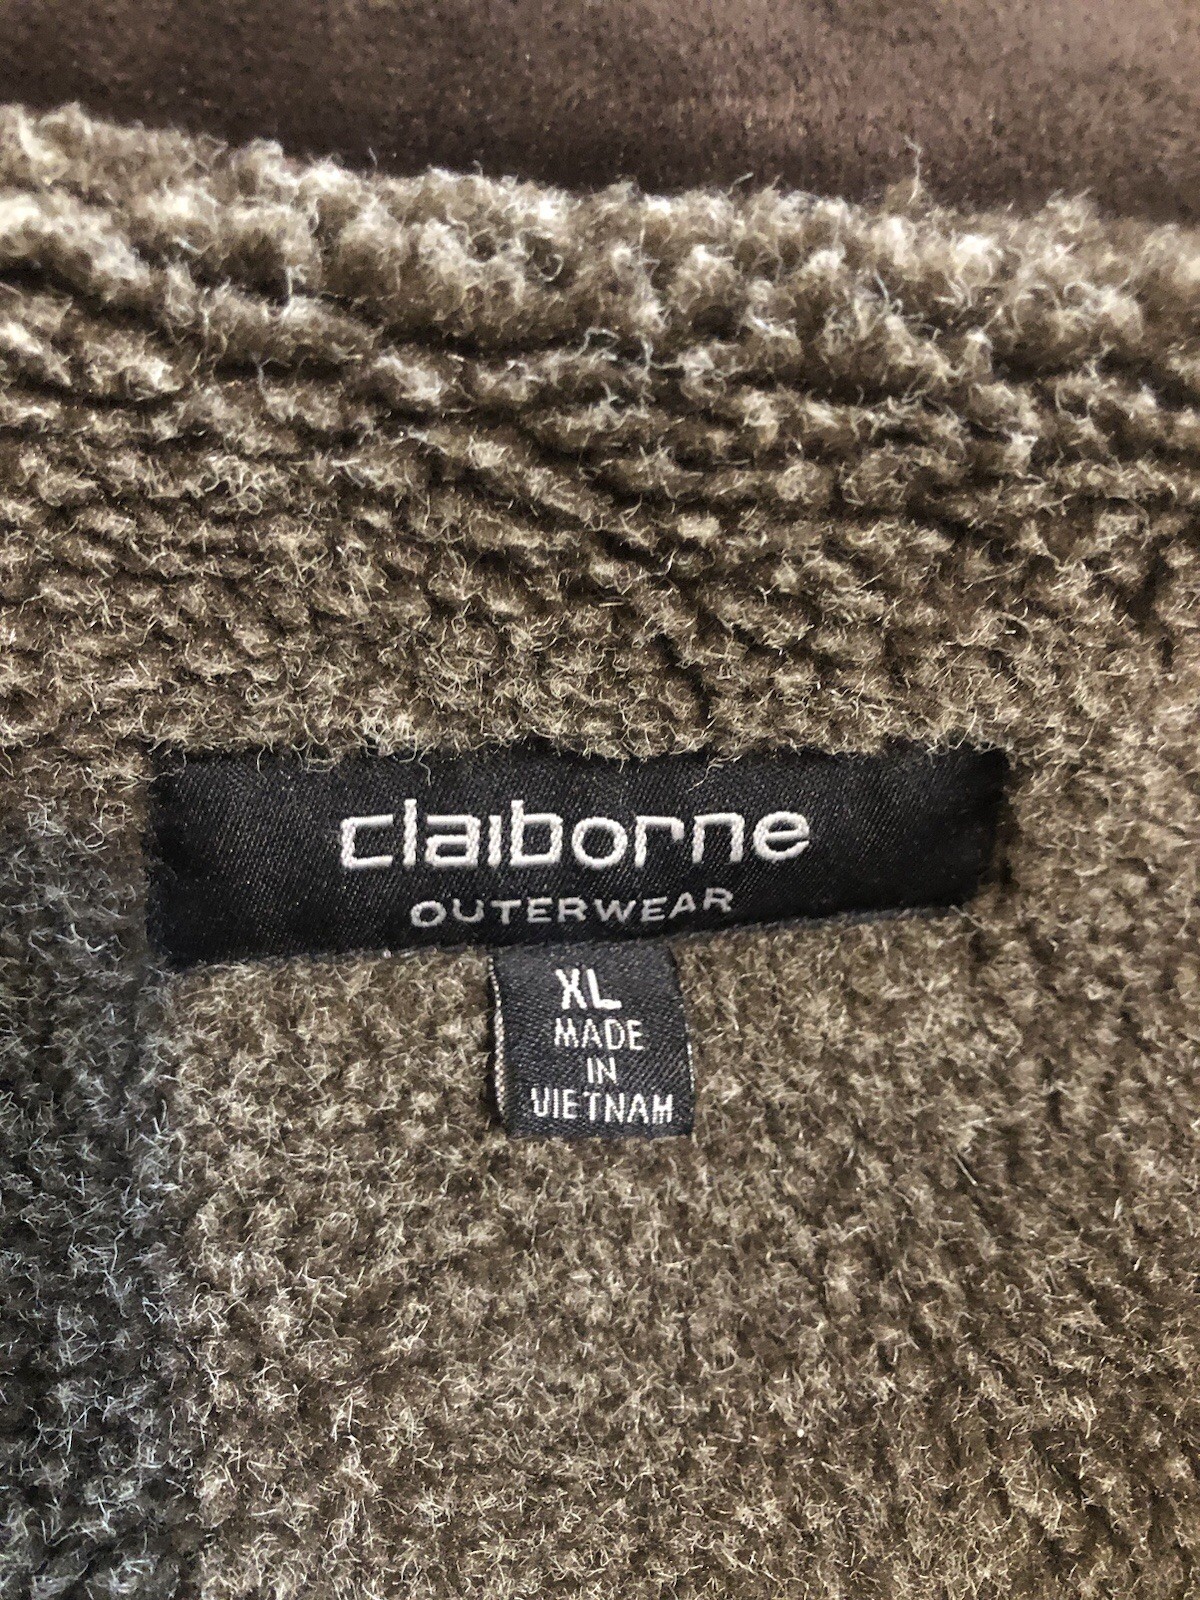 claiborne
OUTERWEAR
XL
MADE
IN
VIETNAM